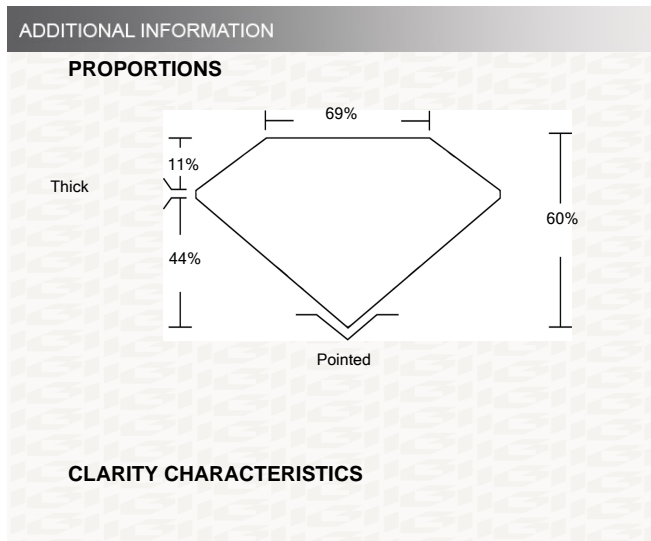 ADDITIONAL INFORMATION
PROPORTIONS
69%
11%
Thick
60%
44%
Pointed
CLARITY CHARACTERISTICS